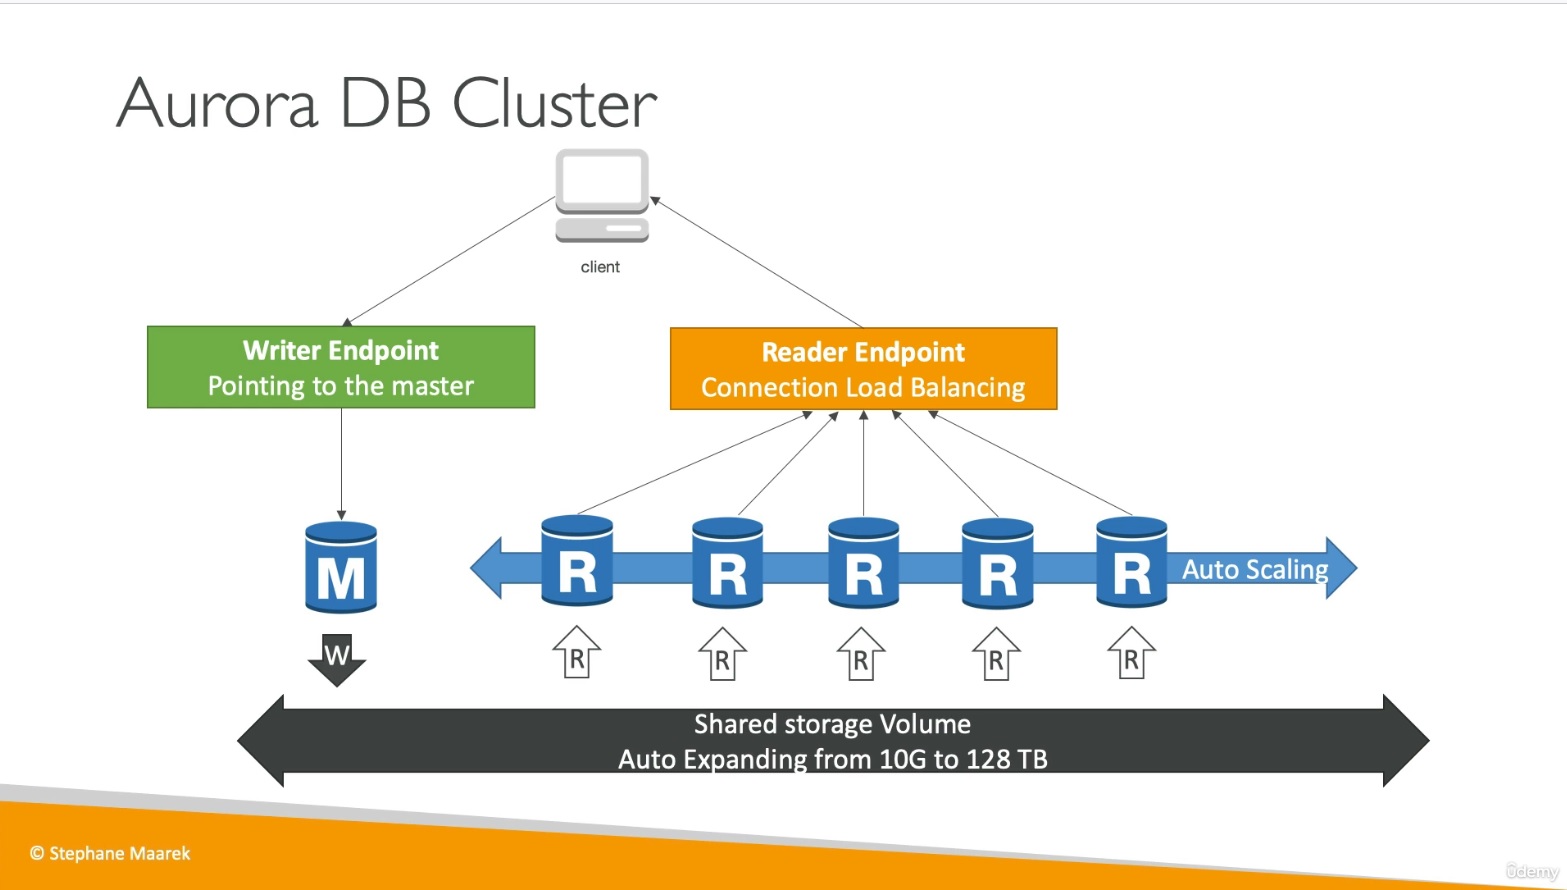 Aurora DB Cluster
client
Writer Endpoint
Pointing to the master
Reader Endpoint
Connection Load Balancing
M
R
R
R
R
R
Auto Scaling
W
R
R
R
R
R
Shared storage Volume
Auto Expanding from 10G to 128 TB
© Stephane Maarek
ûdemy